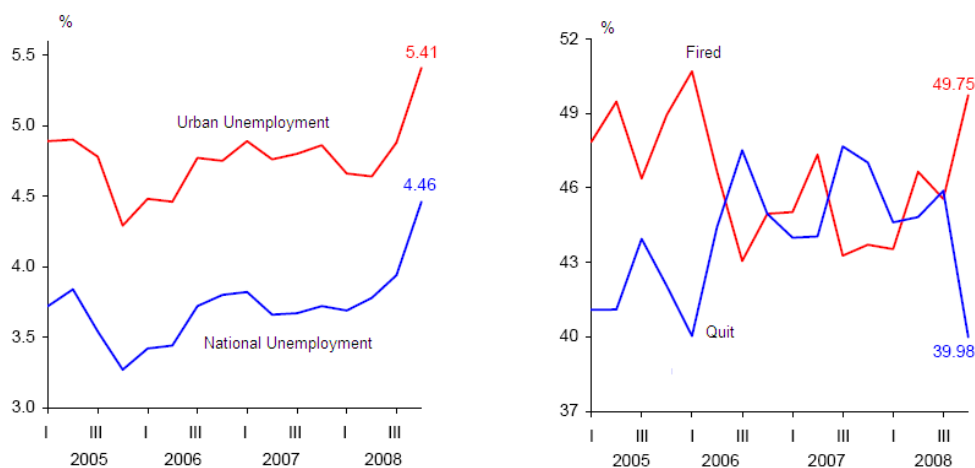 %
5.5
5.0
4.5
4.0
3.5
3.0
5.41
Urban Unemployment
4.46
National Unemployment
I III I III I III I III
2005 2006 2007 2008
%
52
49
46
43
40
37
Fired
49.75
Quit
39.98
I III I III I III I III
2005 2006 2007 2008